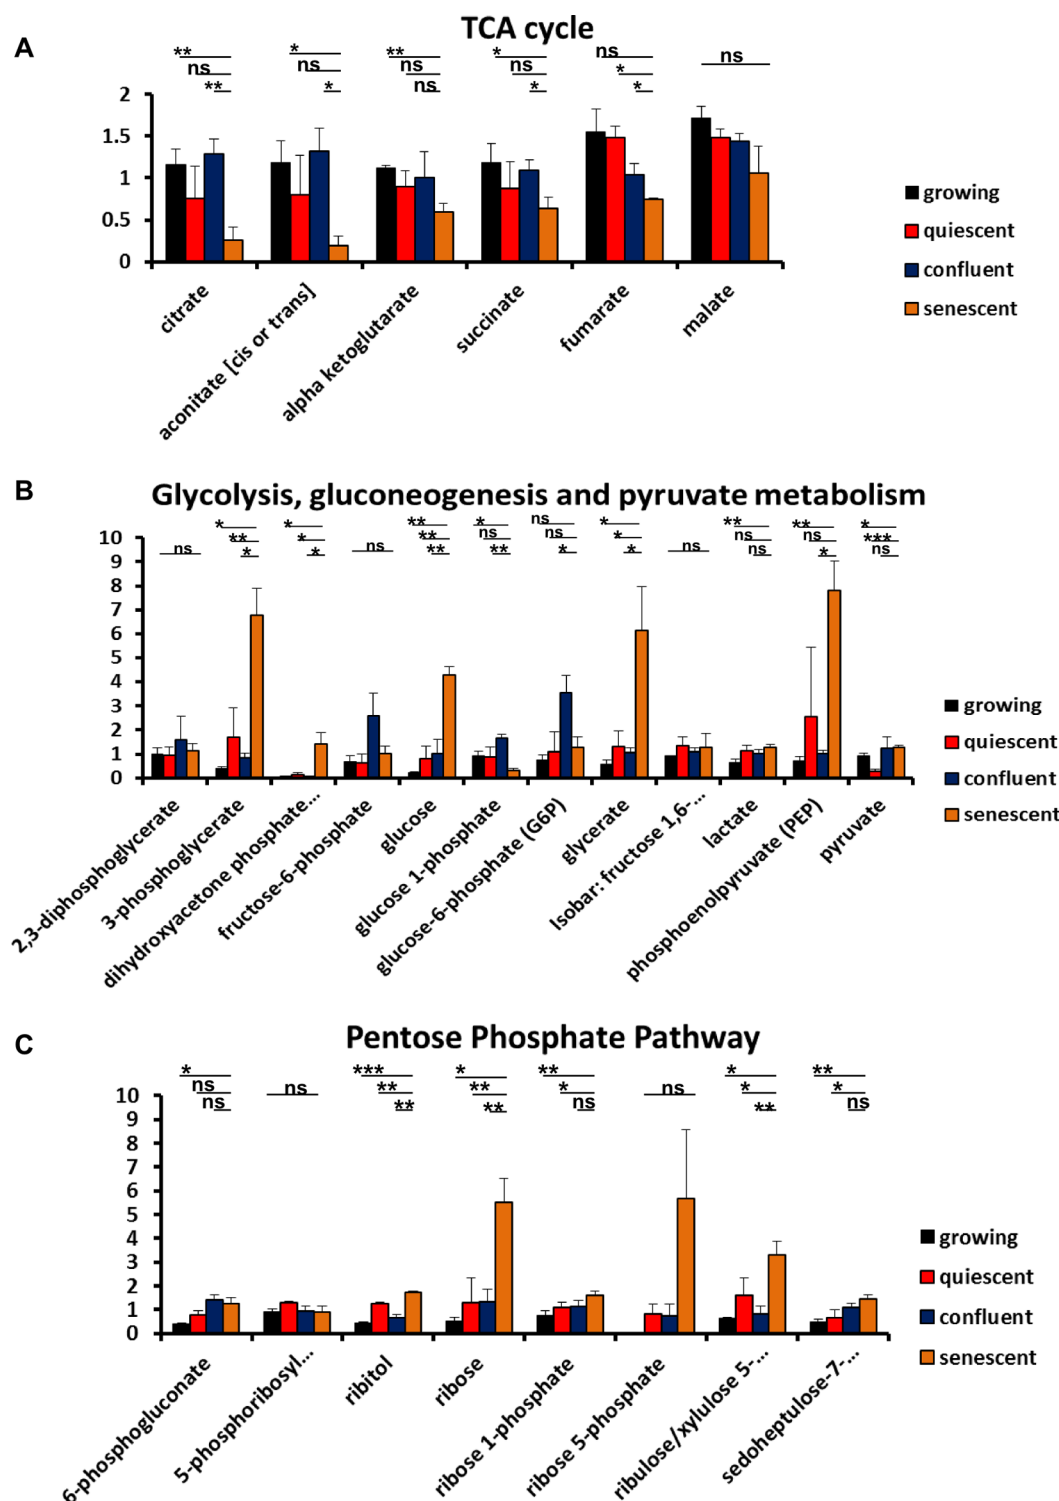 A
TCA cycle
** * ** * ns
ns ns ns ns * ns
** * ns * *
2
1.5
1
0.5
0
citrate
aconitate [cis or trans]
alpha ketoglutarate
succinate
fumarate
malate
growing
quiescent
confluent
senescent
B
Glycolysis, gluconeogenesis and pyruvate metabolism
* * ** * ns * ** ** *
ns ** * ns ** ns ns * ns ns ns ***
* * ** ** * * ns * ns
10
9
8
7
6
5
4
3
2
1
0
2,3-diphosphoglycerate
3-phosphoglycerate
dihydroxyacetone phosphate...
fructose-6-phosphate
glucose
glucose 1-phosphate
glucose-6-phosphate (G6P)
glycerate
Isobar: fructose 1,6-...
lactate
phosphoenolpyruvate (PEP)
pyruvate
growing
quiescent
confluent
senescent
C
Pentose Phosphate Pathway
* *** * ** * **
ns ns ** ** * ns * *
ns ** ** ns ** ns
10
9
8
7
6
5
4
3
2
1
0
6-phosphogluconate
5-phosphoribosyl...
ribitol
ribose
ribose 1-phosphate
ribose 5-phosphate
ribulose/xylulose 5-...
sedoheptulose-7-...
growing
quiescent
confluent
senescent